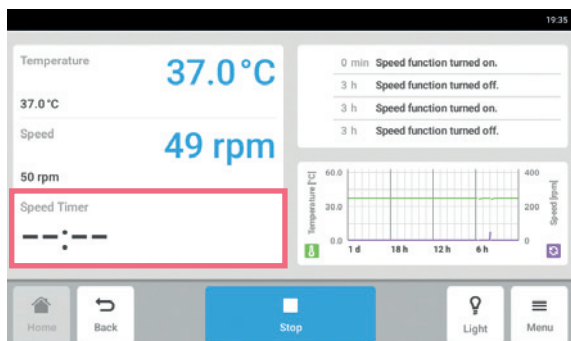 19:35
Temperature
37.0°C
37.0°C
Speed
49 rpm
50 rpm
Speed Timer
--:--
0 min Speed function turned on.
3 h Speed function turned off.
3 h Speed function turned on.
3 h Speed function turned off.
Temperature [°C]
60.0
30.0
0.0
1 d 18 h 12 h 6 h
400
200
0
Speed [rpm]
Home
Back
Stop
Light
Menu